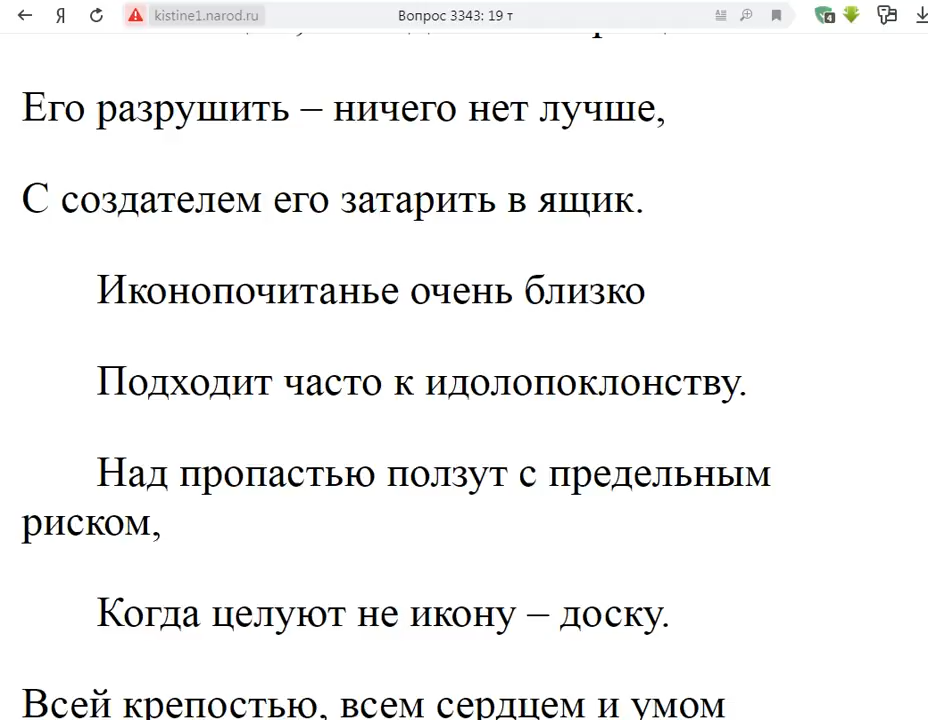 kistine1.narod.ru
Вопрос 3343: 19 т
4
Его разрушить – ничего нет лучше,
С создателем его затарить в ящик.
Иконопочитанье очень близко
Подходит часто к идолопоклонству.
Над пропастью ползут с предельным
риском,
Когда целуют не икону – доску.
Всей крепостью, всем сердцем и умом